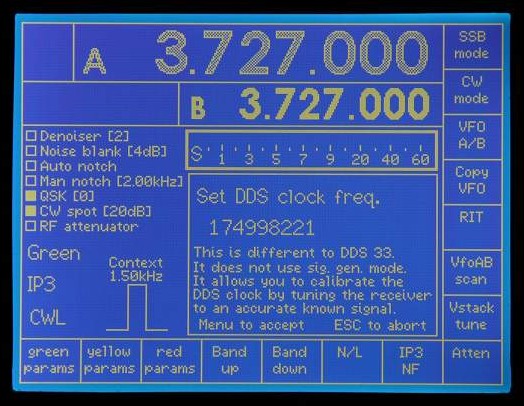 A 3.727.000
B 3.727.000
SSB
mode
CW
mode
VFO
A/B
Copy
VFO
RIT
VfoAB
scan
Vstack
tune
Atten
Denoiser [2]
Noise blank [4dB]
Auto notch
Man notch [2.00kHz]
QSK [0]
CW spot [20dB]
RF attenuator
S 1 3 5 7 9 20 40 60
Green
IP3
CWL
Context
1.50kHz
Set DDS clock freq.
174998221
This is different to DDS 33.
It does not use sig. gen. mode.
It allows you to calibrate the
DDS clock by tuning the receiver
to an accurate known signal.
Menu to accept ESC to abort
green
params
yellow
params
red
params
Band
up
Band
down
N/L
IP3
NF